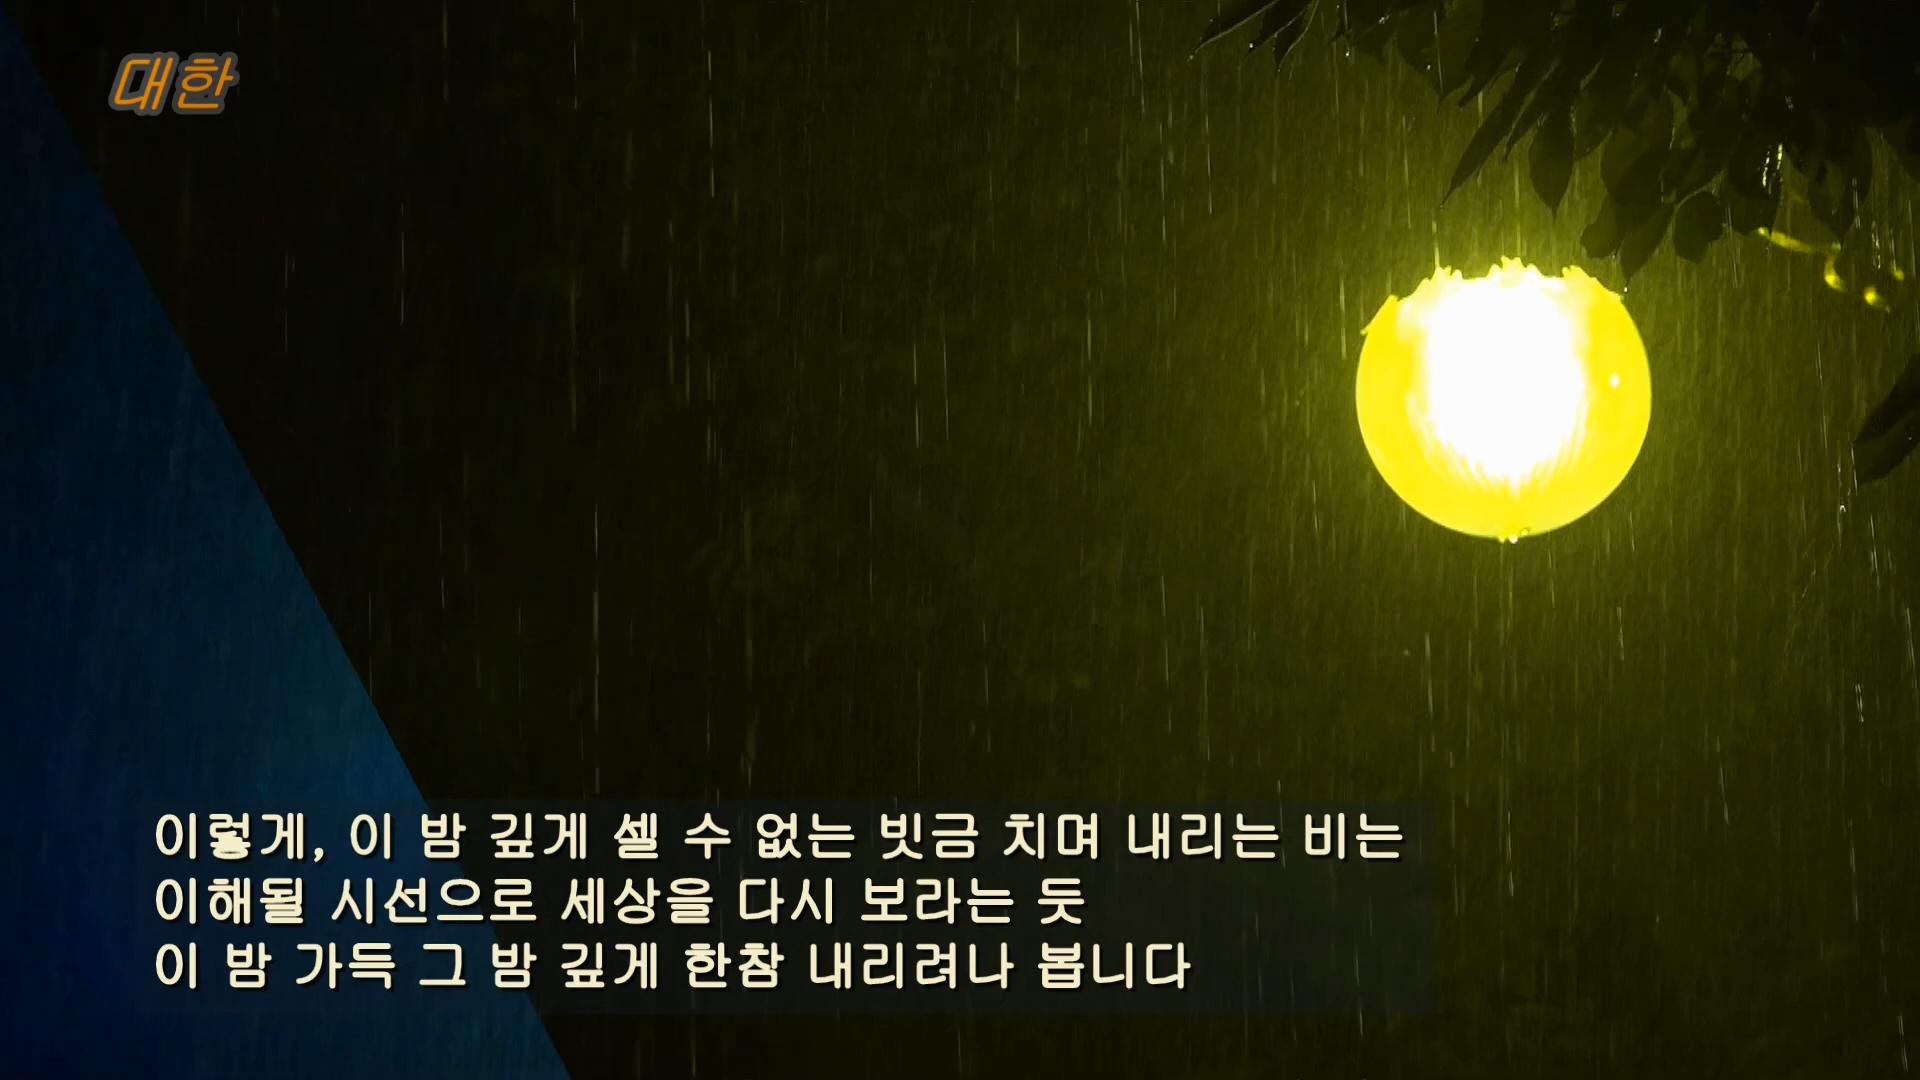 대한
이렇게, 이 밤 깊게 셀 수 없는 빗금 치며 내리는 비는
이해될 시선으로 세상을 다시 보라는 듯
이 밤 가득 그 밤 깊게 한참 내리려나 봅니다